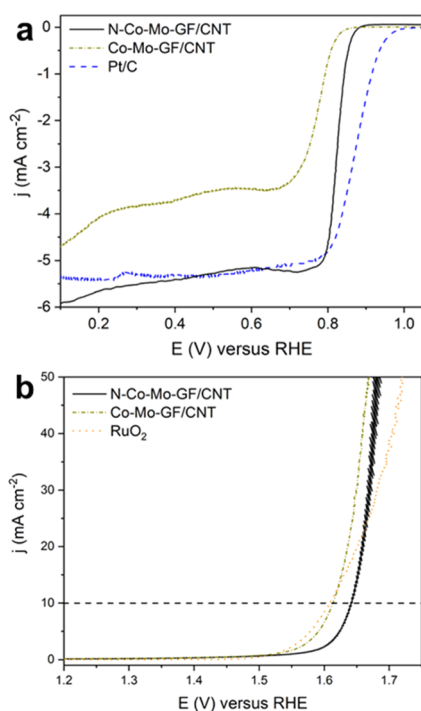 a
N-Co-Mo-GF/CNT
Co-Mo-GF/CNT
Pt/C
0
-1
-2
-3
-4
-5
-6
j (mA cm⁻²)
0.2 0.4 0.6 0.8 1.0
E (V) versus RHE
b
N-Co-Mo-GF/CNT
Co-Mo-GF/CNT
RuO₂
50
40
30
20
10
0
j (mA cm⁻²)
1.2 1.3 1.4 1.5 1.6 1.7
E (V) versus RHE